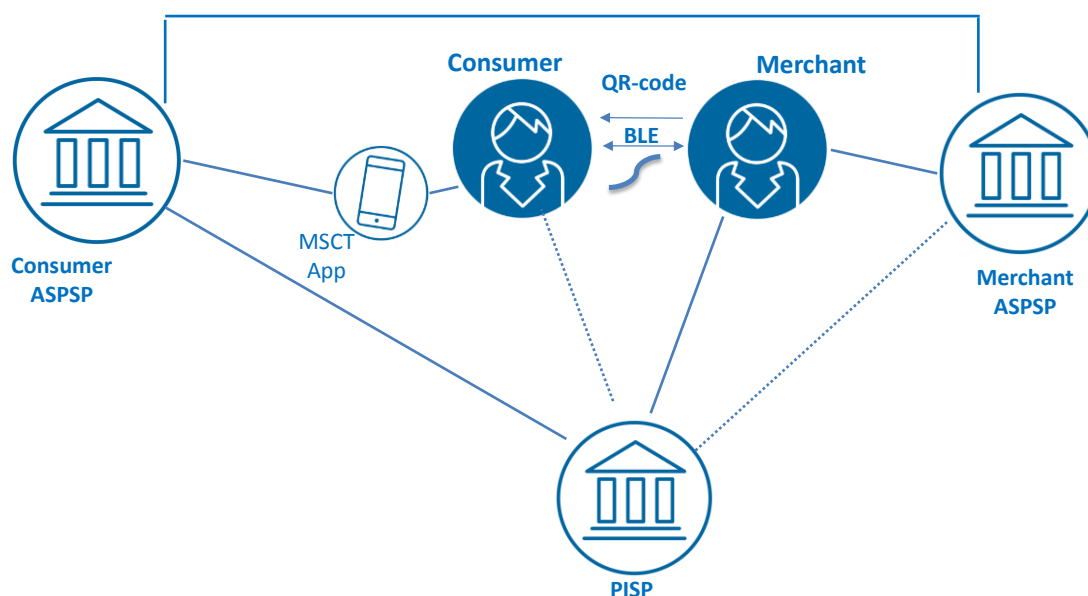 Consumer
Merchant
QR-code
BLE
MSCT
App
Consumer
ASPSP
Merchant
ASPSP
PISP